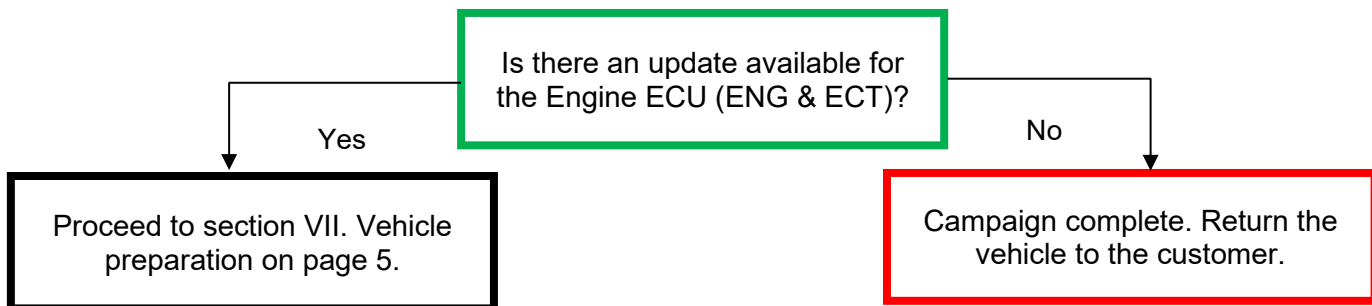 Is there an update available for
the Engine ECU (ENG & ECT)?
Yes
No
Proceed to section VII. Vehicle
preparation on page 5.
Campaign complete. Return the
vehicle to the customer.